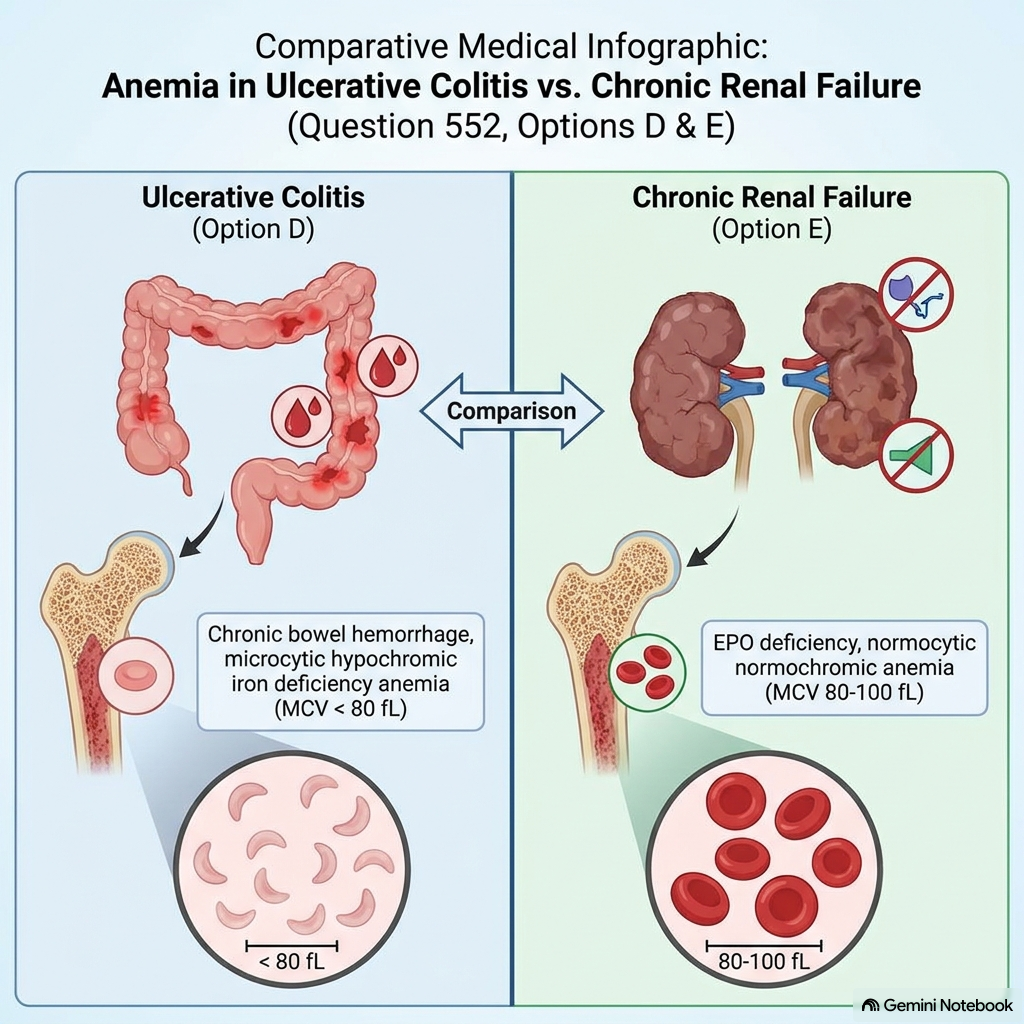 Comparative Medical Infographic:
Anemia in Ulcerative Colitis vs. Chronic Renal Failure
(Question 552, Options D & E)
Ulcerative Colitis
(Option D)
Chronic Renal Failure
(Option E)
Comparison
Chronic bowel hemorrhage,
microcytic hypochromic
iron deficiency anemia
(MCV < 80 fL)
EPO deficiency, normocytic
normochromic anemia
(MCV 80-100 fL)
< 80 fL
80-100 fL
Gemini Notebook